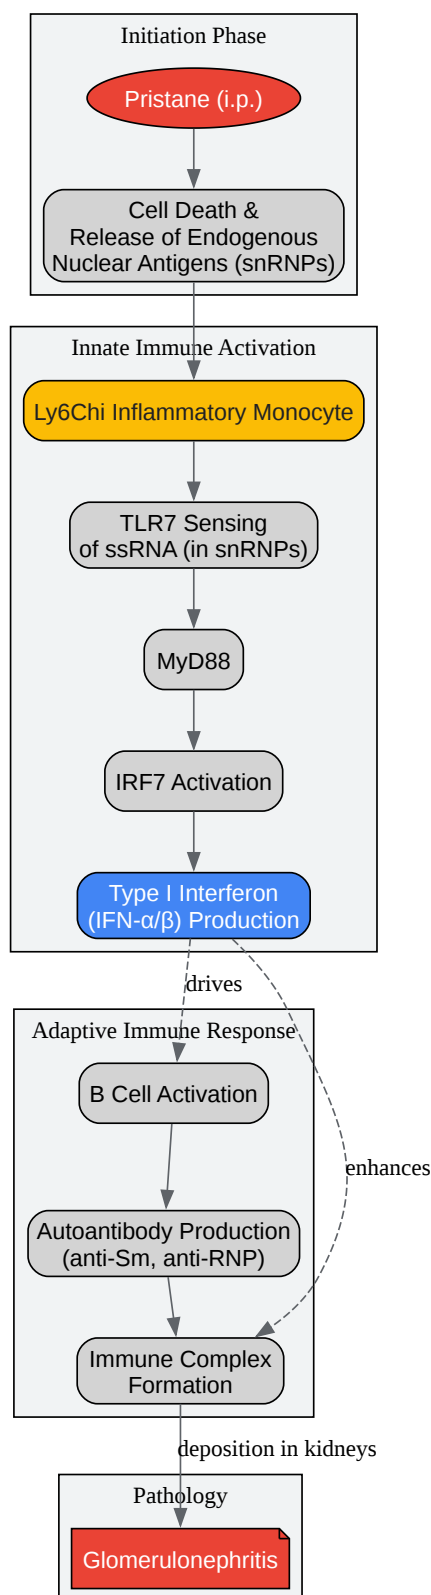 Initiation Phase
Pristane (i.p.)
Cell Death &
Release of Endogenous
Nuclear Antigens (snRNPs)
Innate Immune Activation
Ly6Chi Inflammatory Monocyte
TLR7 Sensing
of ssRNA (in snRNPs)
MyD88
IRF7 Activation
Type I Interferon
(IFN-α/β) Production
drives
Adaptive Immune Response
B Cell Activation
enhances
Autoantibody Production
(anti-Sm, anti-RNP)
Immune Complex
Formation
deposition in kidneys
Pathology
Glomerulonephritis